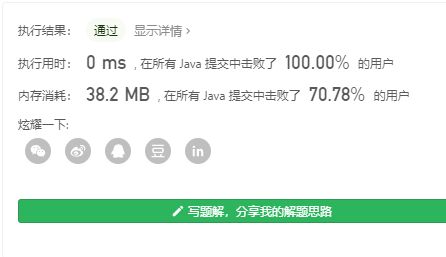 执行结果： 通过 显示详情 ›
执行用时： 0 ms , 在所有 Java 提交中击败了 100.00% 的用户
内存消耗： 38.2 MB , 在所有 Java 提交中击败了 70.78% 的用户
炫耀一下:
豆 in
写题解，分享我的解题思路